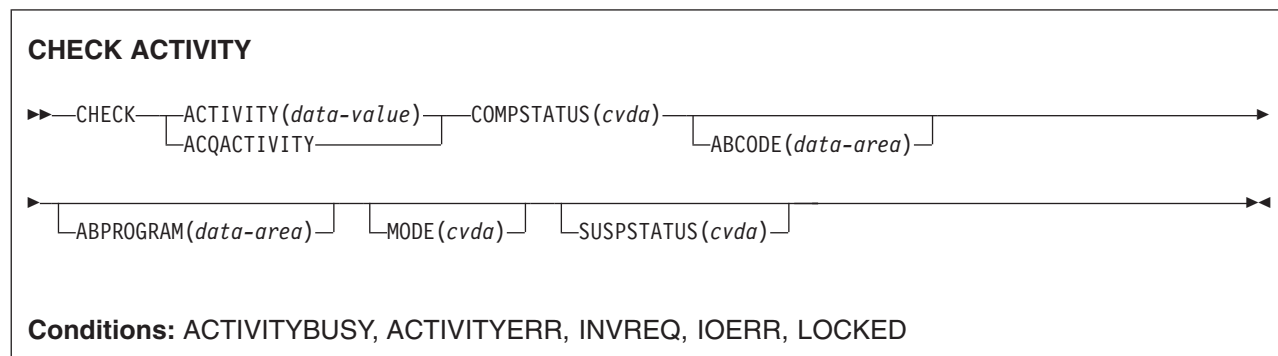 CHECK ACTIVITY
CHECK ACTIVITY(data-value) COMPSTATUS(cvda)
ACQACTIVITY ABCODE(data-area)
ABPROGRAM(data-area) MODE(cvda) SUSPSTATUS(cvda)
Conditions: ACTIVITYBUSY, ACTIVITYERR, INVREQ, IOERR, LOCKED